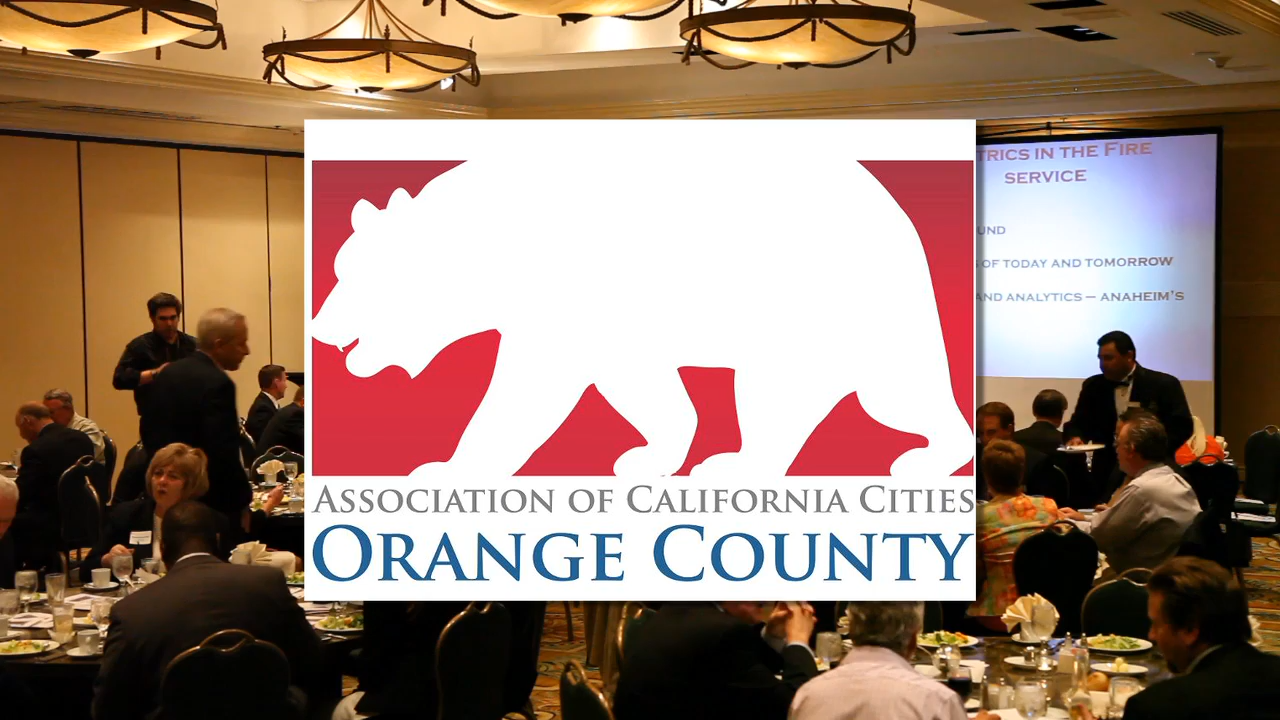 TRICS IN THE FIRE
SERVICE
UND
OF TODAY AND TOMORROW
AND ANALYTICS – ANAHEIM'S
ASSOCIATION OF CALIFORNIA CITIES
ORANGE COUNTY